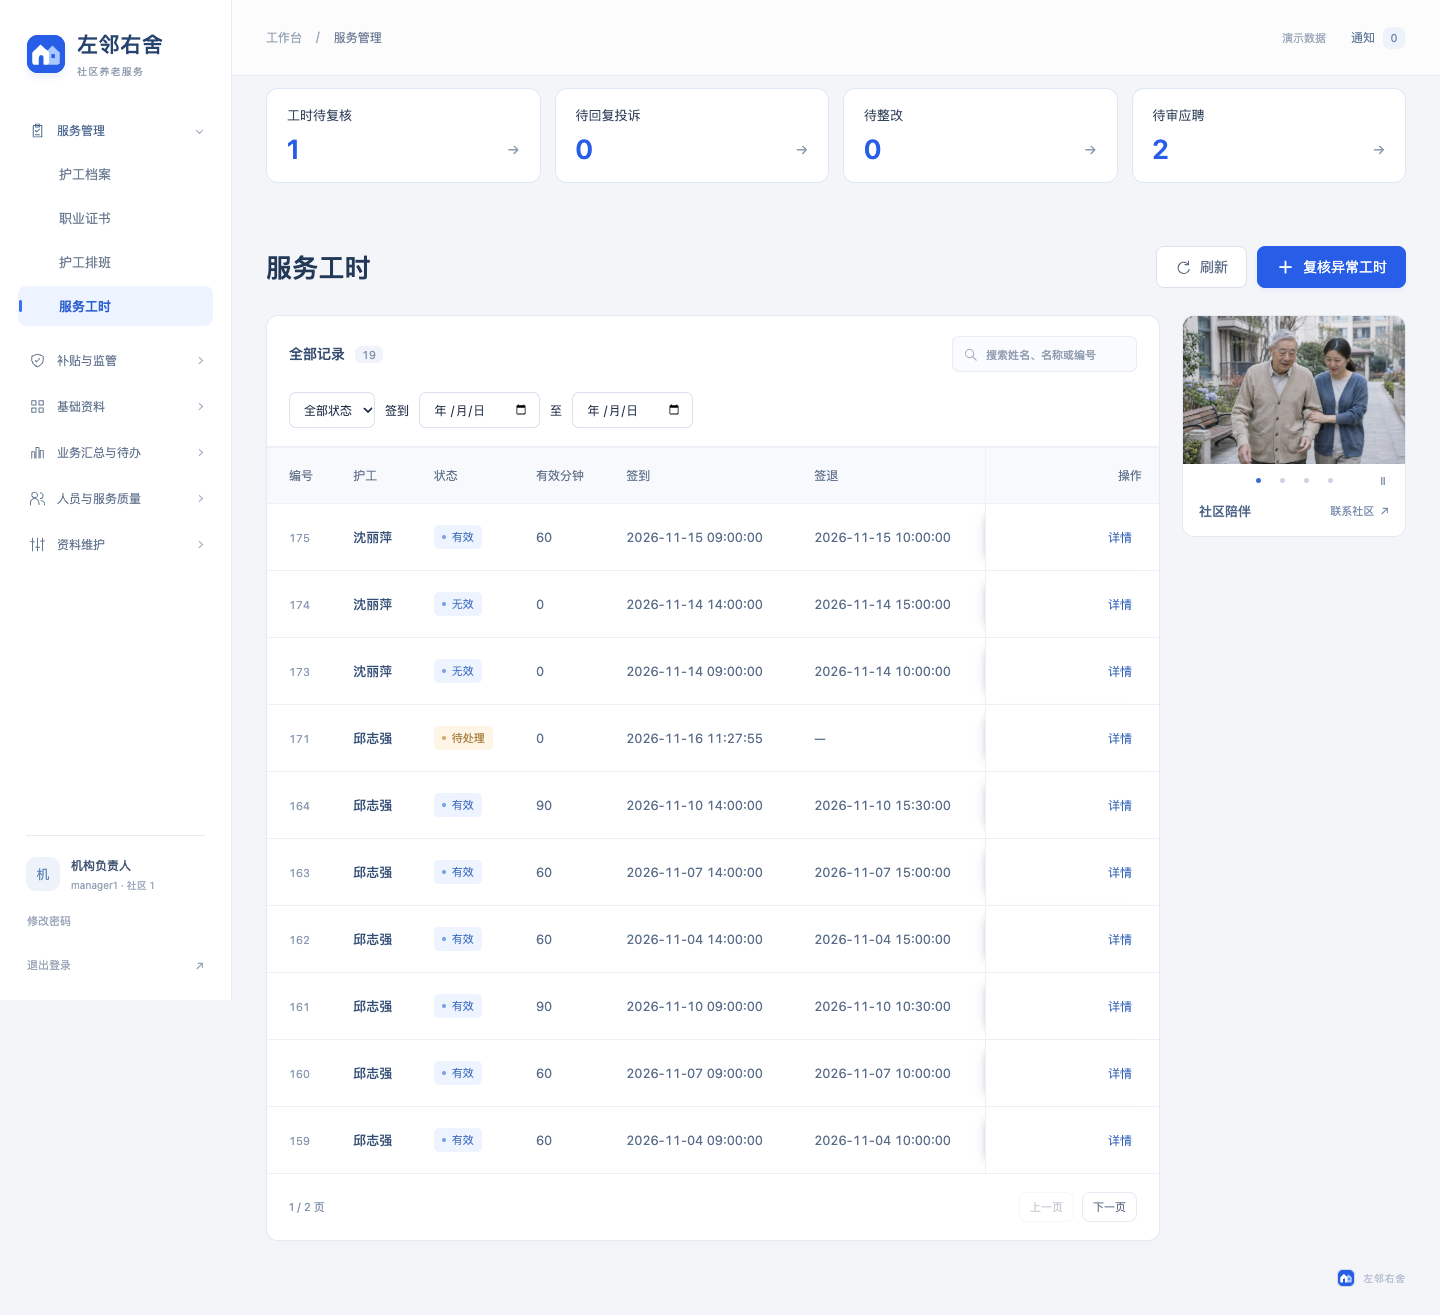 左邻右舍
社区养老服务
服务管理
护工档案
职业证书
护工排班
服务工时
补贴与监管
基础资料
业务汇总与待办
人员与服务质量
资料维护
机
机构负责人
manager1 · 社区 1
修改密码
退出登录
工作台 / 服务管理
演示数据 通知 0
工时待复核
1
待回复投诉
0
待整改
0
待审应聘
2
服务工时
刷新
复核异常工时
全部记录 19
搜索姓名、名称或编号
全部状态 签到 年 /月/日 至 年 /月/日
编号 护工 状态 有效分钟 签到 签退 操作
175 沈丽萍 有效 60 2026-11-15 09:00:00 2026-11-15 10:00:00 详情
174 沈丽萍 无效 0 2026-11-14 14:00:00 2026-11-14 15:00:00 详情
173 沈丽萍 无效 0 2026-11-14 09:00:00 2026-11-14 10:00:00 详情
171 邱志强 待处理 0 2026-11-16 11:27:55 — 详情
164 邱志强 有效 90 2026-11-10 14:00:00 2026-11-10 15:30:00 详情
163 邱志强 有效 60 2026-11-07 14:00:00 2026-11-07 15:00:00 详情
162 邱志强 有效 60 2026-11-04 14:00:00 2026-11-04 15:00:00 详情
161 邱志强 有效 90 2026-11-10 09:00:00 2026-11-10 10:30:00 详情
160 邱志强 有效 60 2026-11-07 09:00:00 2026-11-07 10:00:00 详情
159 邱志强 有效 60 2026-11-04 09:00:00 2026-11-04 10:00:00 详情
1 / 2 页
上一页 下一页
社区陪伴
联系社区
左邻右舍